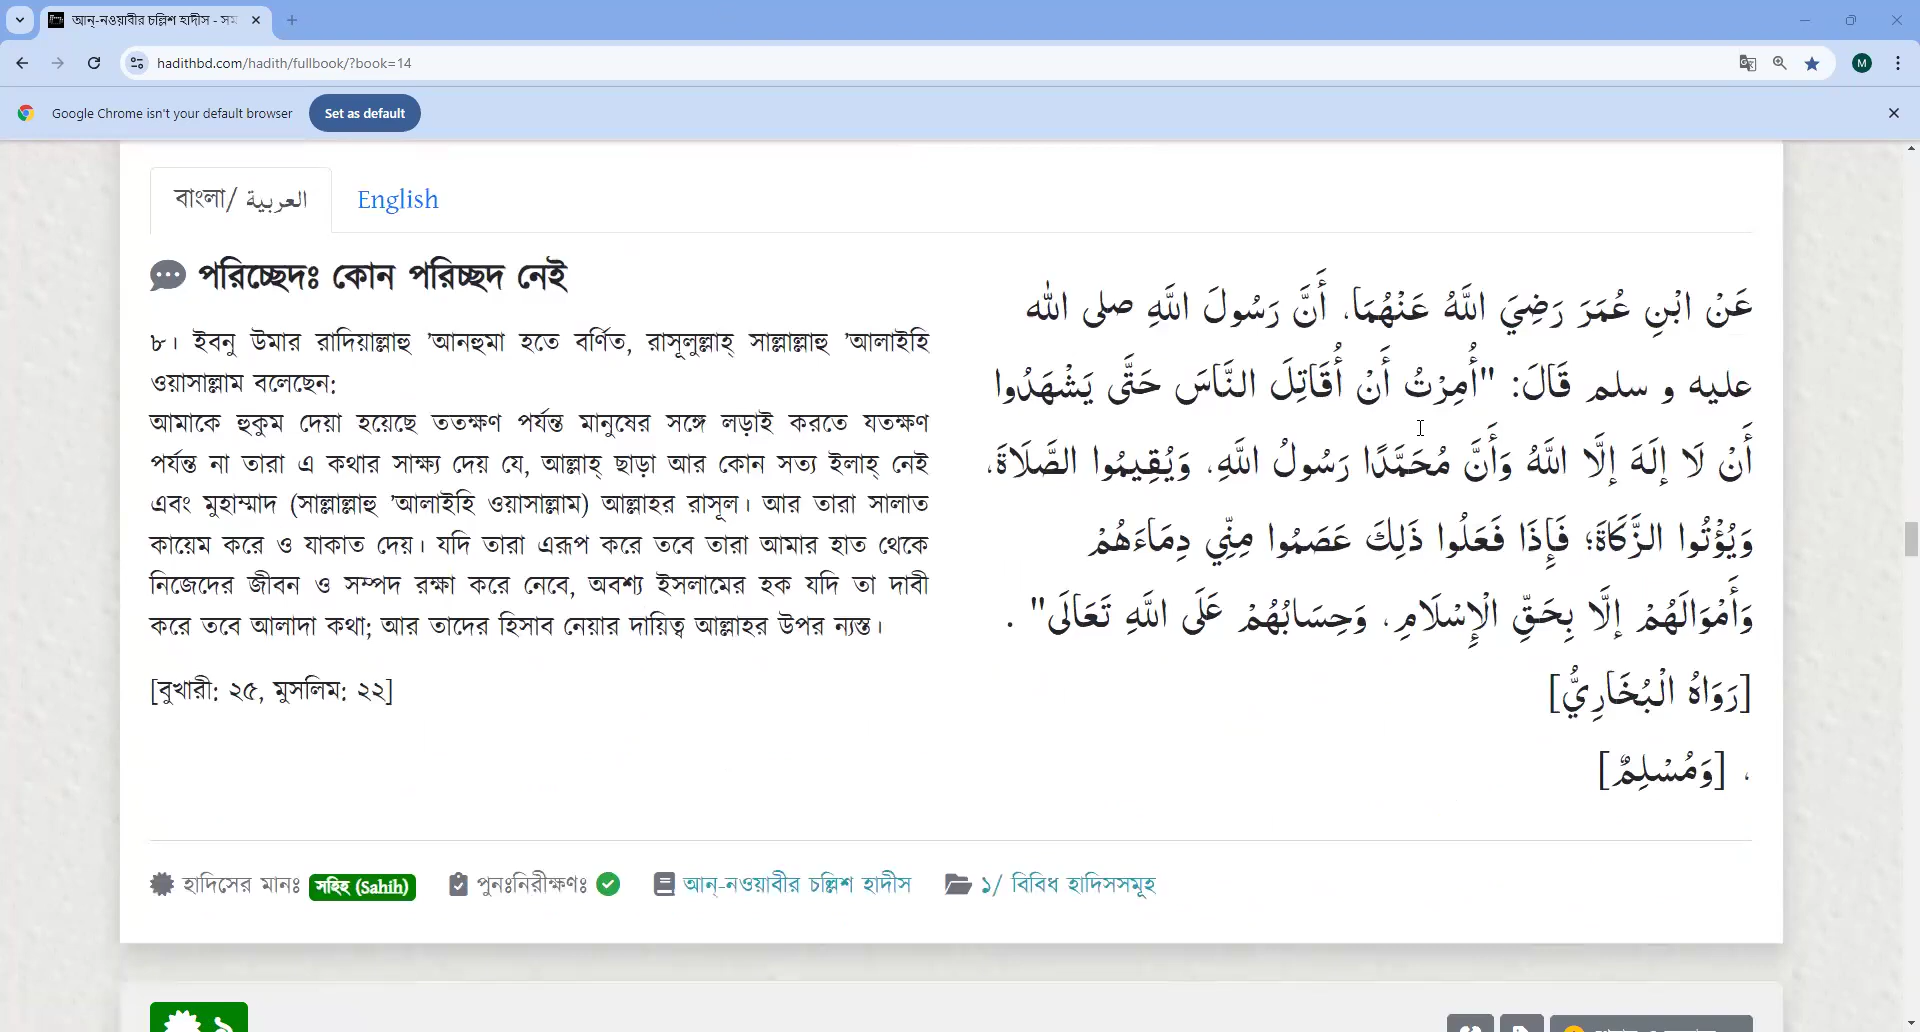 আন্-নওয়াবীর চল্লিশ হাদীস - সম
hadithbd.com/hadith/fullbook/?book=14
M
Google Chrome isn't your default browser
Set as default
বাংলা/ العربية
English
পরিচ্ছেদঃ কোন পরিচ্ছদ নেই
৮। ইবনু উমার রাদিয়াল্লাহু 'আনহুমা হতে বর্ণিত, রাসূলুল্লাহ্ সাল্লাল্লাহু 'আলাইহি
ওয়াসাল্লাম বলেছেন:
আমাকে হুকুম দেয়া হয়েছে ততক্ষণ পর্যন্ত মানুষের সঙ্গে লড়াই করতে যতক্ষণ
পর্যন্ত না তারা এ কথার সাক্ষ্য দেয় যে, আল্লাহ্ ছাড়া আর কোন সত্য ইলাহ্ নেই
এবং মুহাম্মাদ (সাল্লাল্লাহু 'আলাইহি ওয়াসাল্লাম) আল্লাহর রাসূল। আর তারা সালাত
কায়েম করে ও যাকাত দেয়। যদি তারা এরূপ করে তবে তারা আমার হাত থেকে
নিজেদের জীবন ও সম্পদ রক্ষা করে নেবে, অবশ্য ইসলামের হক যদি তা দাবী
করে তবে আলাদা কথা; আর তাদের হিসাব নেয়ার দায়িত্ব আল্লাহর উপর ন্যস্ত।
[বুখারী: ২৫, মুসলিম: ২২]
عَنْ ابْنِ عُمَرَ رَضِيَ اللَّهُ عَنْهُمَا، أَنَّ رَسُولَ اللَّهِ صلى الله
عليه و سلم قَالَ: "أُمِرْتُ أَنْ أُقَاتِلَ النَّاسَ حَتَّى يَشْهَدُوا
أَنْ لَا إلَهَ إلَّا اللَّهُ وَأَنَّ مُحَمَّدًا رَسُولُ اللَّهِ، وَيُقِيمُوا الصَّلَاةَ،
وَيُؤْتُوا الزَّكَاةَ؛ فَإِذَا فَعَلُوا ذَلِكَ عَصَمُوا مِنِّي دِمَاءَهُمْ
وَأَمْوَالَهُمْ إلَّا بِحَقِّ الْإِسْلَامِ، وَحِسَابُهُمْ عَلَى اللَّهِ تَعَالَى" .
[رَوَاهُ الْبُخَارِيُّ]
، [وَمُسْلِمٌ]
হাদিসের মানঃ সহিহ (Sahih)
পুনঃনিরীক্ষণঃ
আন্-নওয়াবীর চল্লিশ হাদীস
১/ বিবিধ হাদিসসমূহ
৯